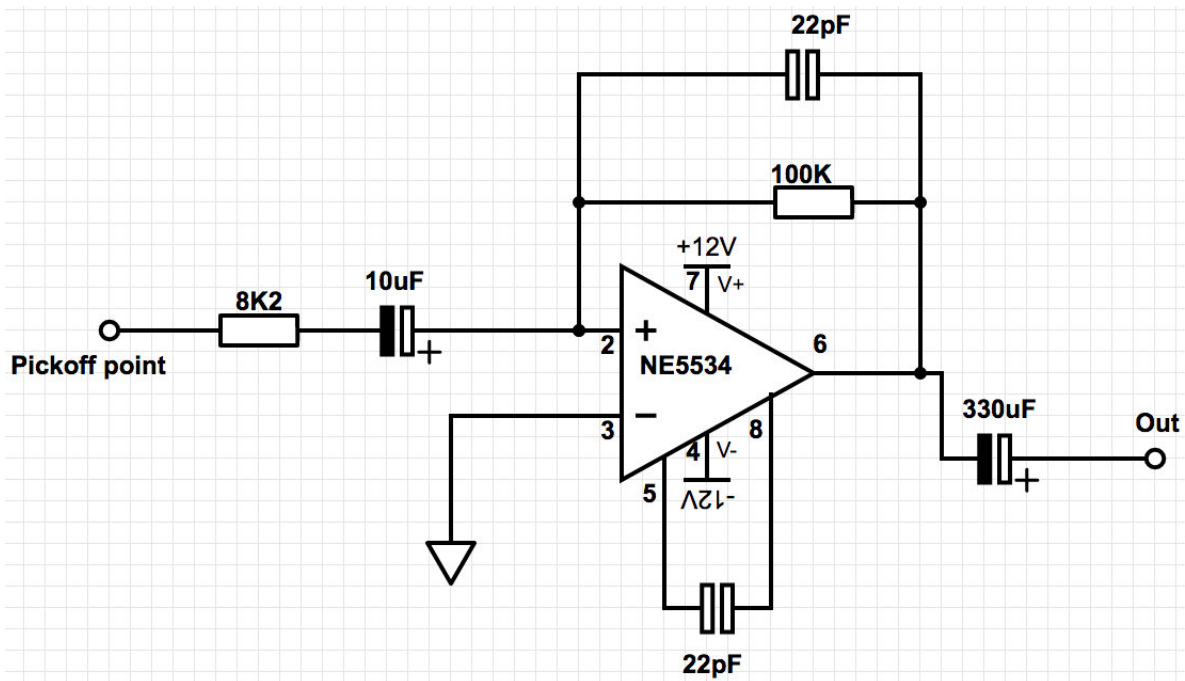 22pF
100K
+12V
7
V+
10uF
+
8K2
Pickoff point
2
+
NE5534
6
3
−
8
4
V-
5
-12V
330uF
+
Out
22pF